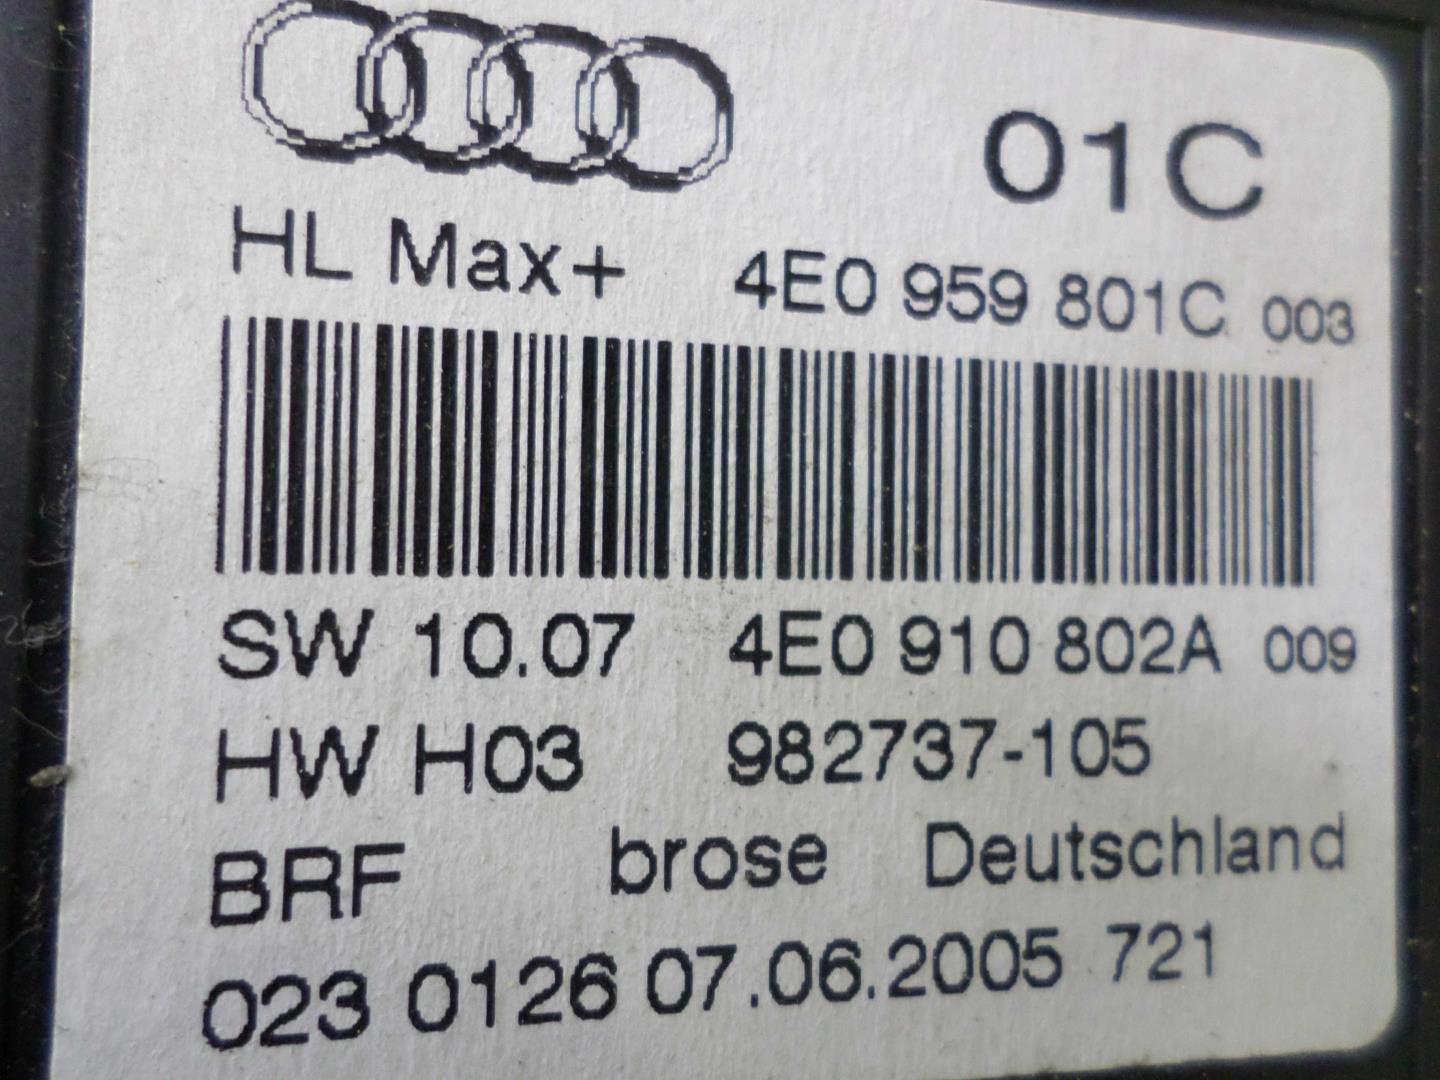 01C
HL Max+ 4E0 959 801C 003
SW 10.07 4E0 910 802A 009
HW H03 982737-105
BRF brose Deutschland
023 0126 07.06.2005 721